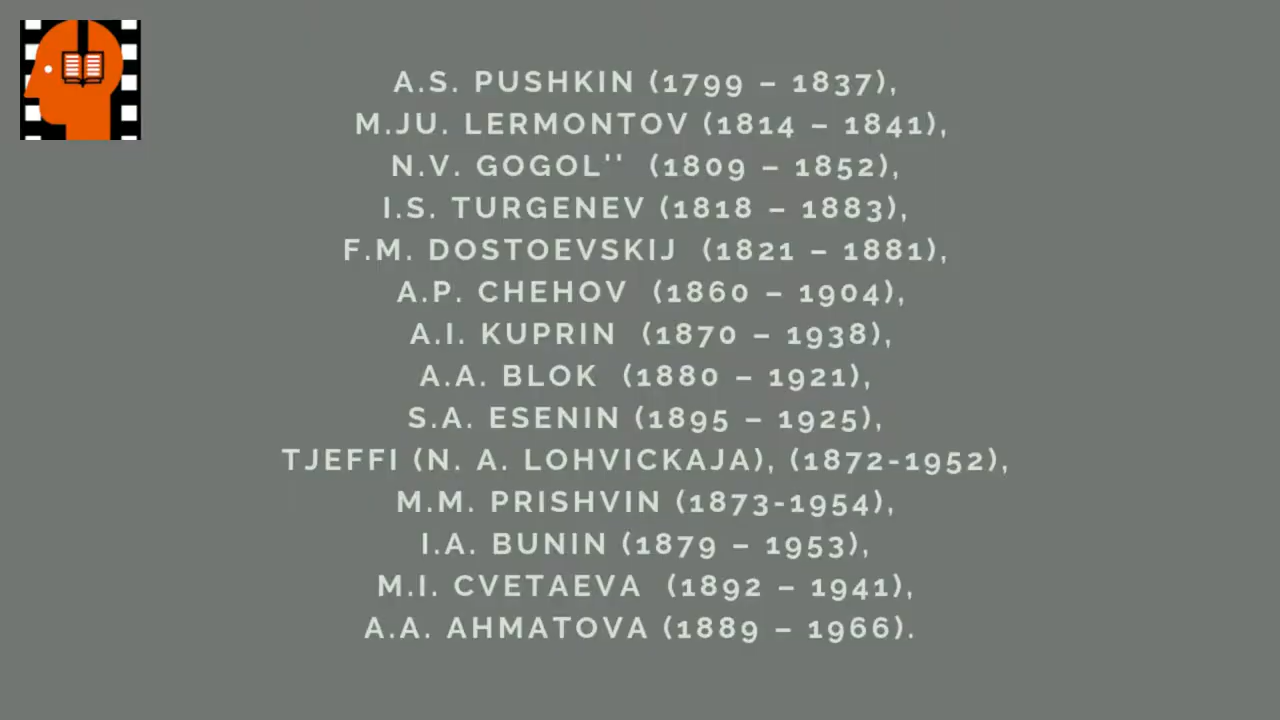 A.S. PUSHKIN (1799 – 1837),
M.JU. LERMONTOV (1814 – 1841),
N.V. GOGOL'' (1809 – 1852),
I.S. TURGENEV (1818 – 1883),
F.M. DOSTOEVSKIJ (1821 – 1881),
A.P. CHEHOV (1860 – 1904),
A.I. KUPRIN (1870 – 1938),
A.A. BLOK (1880 – 1921),
S.A. ESENIN (1895 – 1925),
TJEFFI (N. A. LOHVICKAJA), (1872-1952),
M.M. PRISHVIN (1873-1954),
I.A. BUNIN (1879 – 1953),
M.I. CVETAEVA (1892 – 1941),
A.A. AHMATOVA (1889 – 1966).